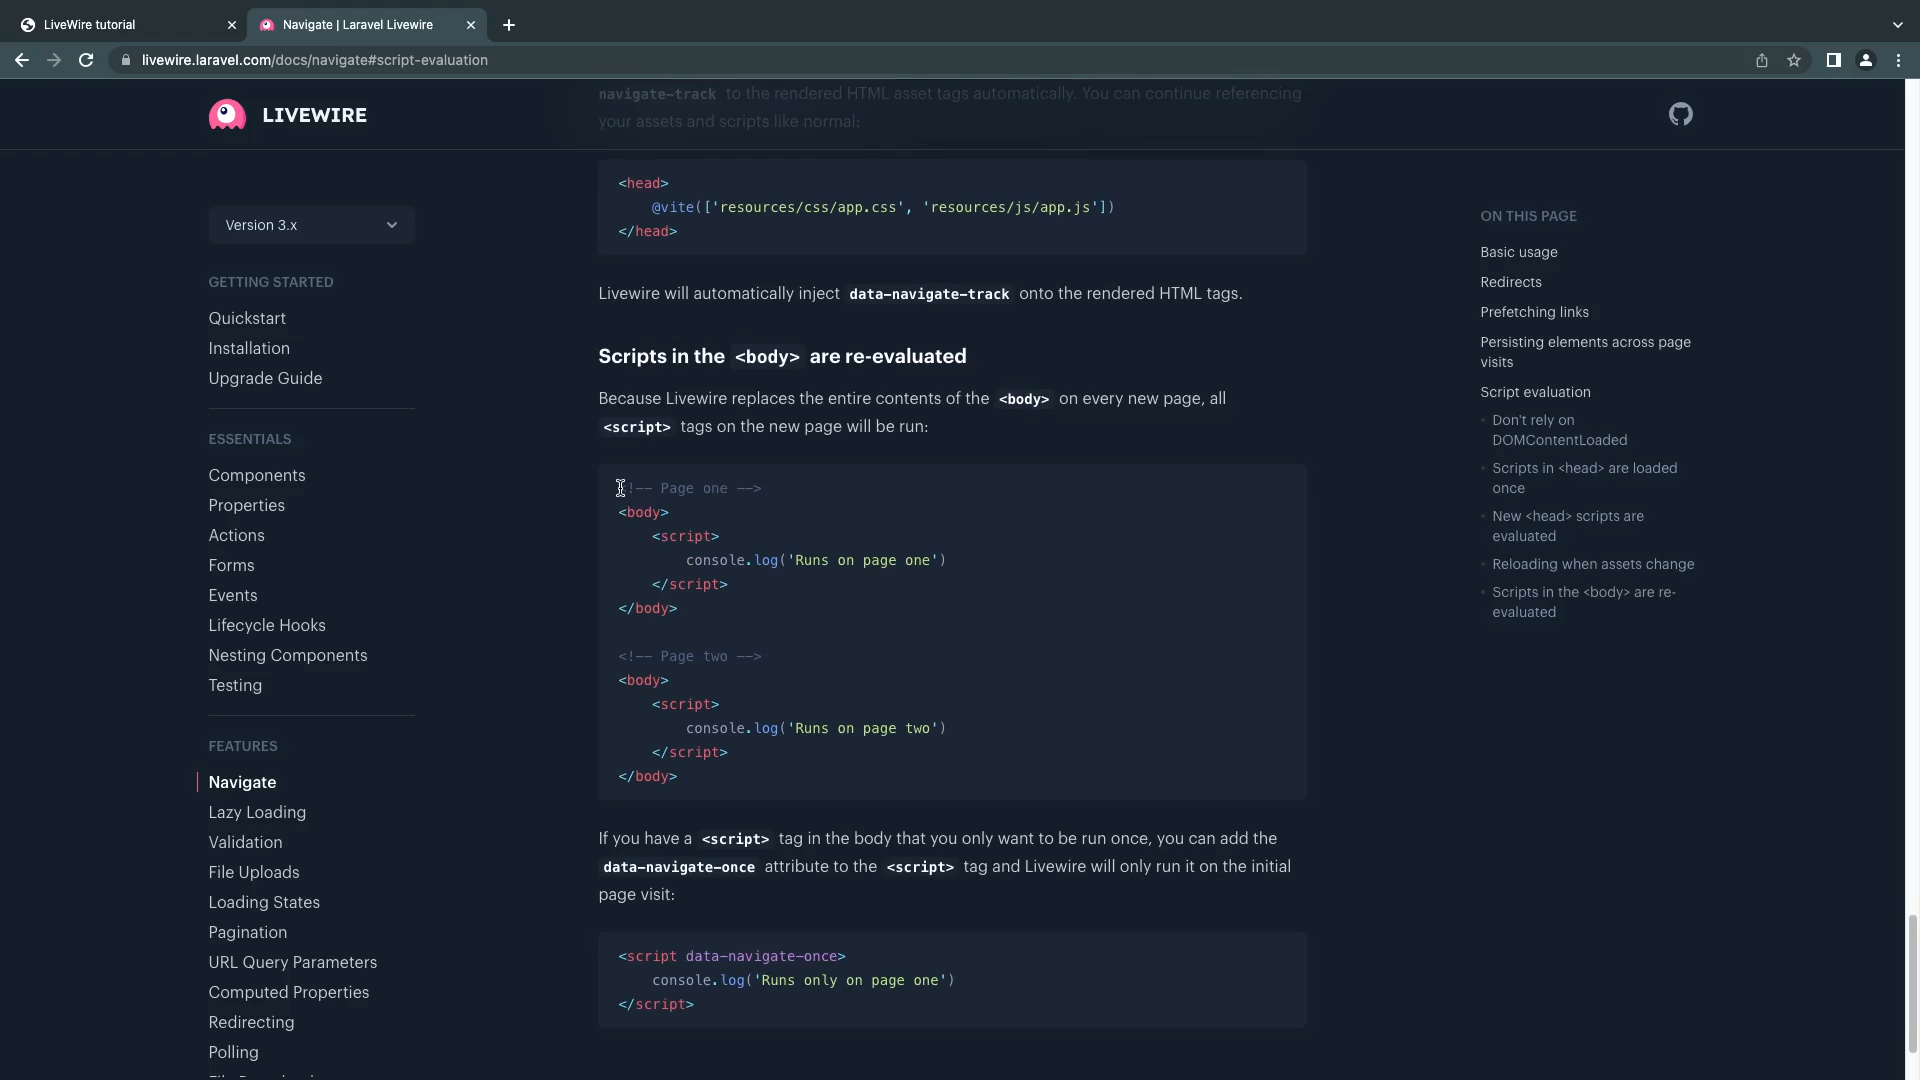 LiveWire tutorial
Navigate | Laravel Livewire
livewire.laravel.com/docs/navigate#script-evaluation
LIVEWIRE
Version 3.x
GETTING STARTED
Quickstart
Installation
Upgrade Guide
ESSENTIALS
Components
Properties
Actions
Forms
Events
Lifecycle Hooks
Nesting Components
Testing
FEATURES
Navigate
Lazy Loading
Validation
File Uploads
Loading States
Pagination
URL Query Parameters
Computed Properties
Redirecting
Polling
navigate-track to the rendered HTML asset tags automatically. You can continue referencing
your assets and scripts like normal:
<head>
@vite(['resources/css/app.css', 'resources/js/app.js'])
</head>
Livewire will automatically inject data-navigate-track onto the rendered HTML tags.
Scripts in the <body> are re-evaluated
Because Livewire replaces the entire contents of the <body> on every new page, all
<script> tags on the new page will be run:
<!-- Page one -->
<body>
<script>
console.log('Runs on page one')
</script>
</body>
<!-- Page two -->
<body>
<script>
console.log('Runs on page two')
</script>
</body>
If you have a <script> tag in the body that you only want to be run once, you can add the
data-navigate-once attribute to the <script> tag and Livewire will only run it on the initial
page visit:
<script data-navigate-once>
console.log('Runs only on page one')
</script>
ON THIS PAGE
Basic usage
Redirects
Prefetching links
Persisting elements across page
visits
Script evaluation
Don't rely on
DOMContentLoaded
Scripts in <head> are loaded
once
New <head> scripts are
evaluated
Reloading when assets change
Scripts in the <body> are re-
evaluated